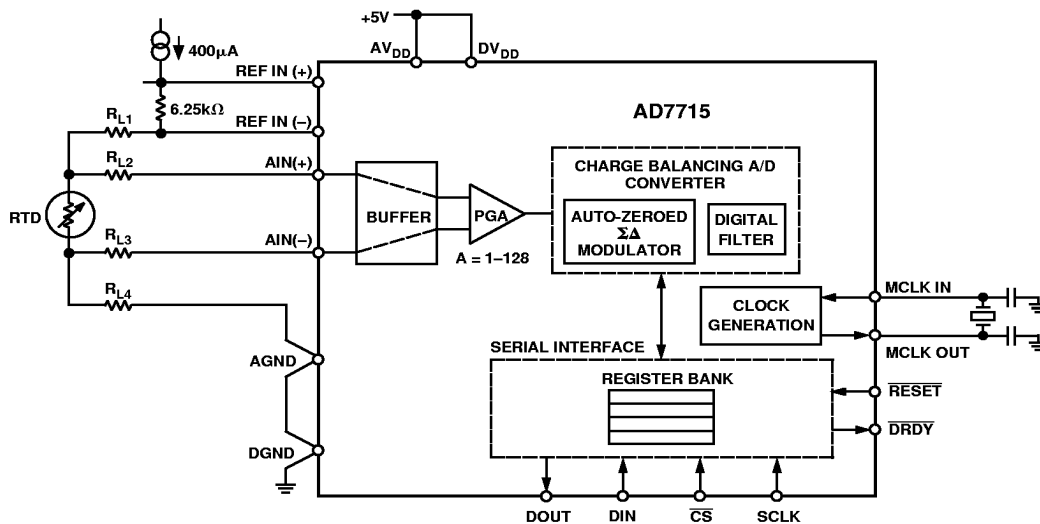 +5V
AV_DD
DV_DD
400µA
REF IN (+)
6.25kΩ
R_L1
REF IN (–)
AD7715
R_L2
AIN(+)
CHARGE BALANCING A/D
CONVERTER
RTD
BUFFER
PGA
AUTO-ZEROED
ΣΔ
MODULATOR
DIGITAL
FILTER
R_L3
AIN(–)
A = 1–128
R_L4
MCLK IN
CLOCK
GENERATION
SERIAL INTERFACE
MCLK OUT
AGND
REGISTER BANK
RESET
DRDY
DGND
DOUT
DIN
CS
SCLK